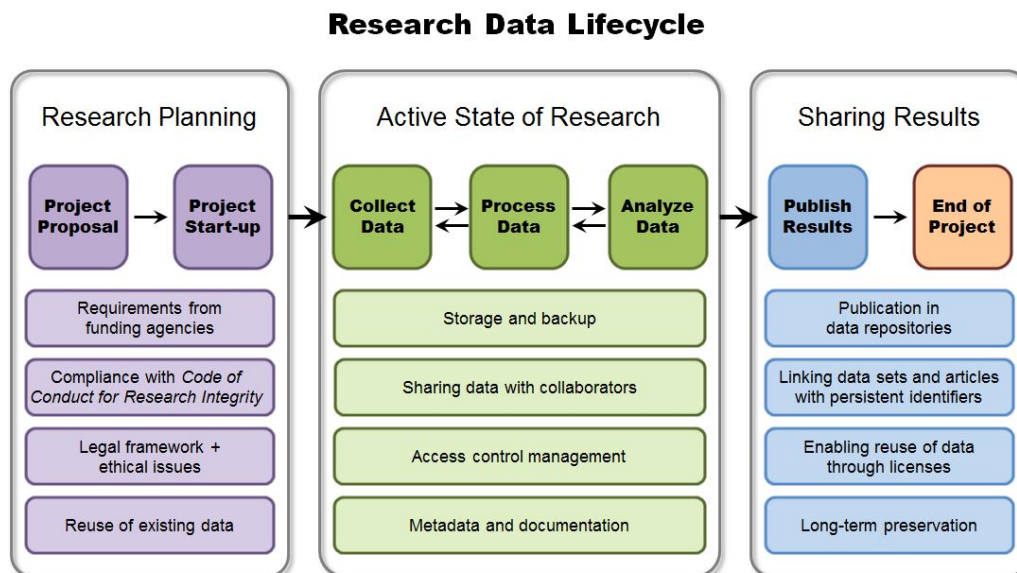 Research Data Lifecycle
Research Planning
Project
Proposal
Project
Start-up
Requirements from
funding agencies
Compliance with Code of
Conduct for Research Integrity
Legal framework +
ethical issues
Reuse of existing data
Active State of Research
Collect
Data
Process
Data
Analyze
Data
Storage and backup
Sharing data with collaborators
Access control management
Metadata and documentation
Sharing Results
Publish
Results
End of
Project
Publication in
data repositories
Linking data sets and articles
with persistent identifiers
Enabling reuse of data
through licenses
Long-term preservation